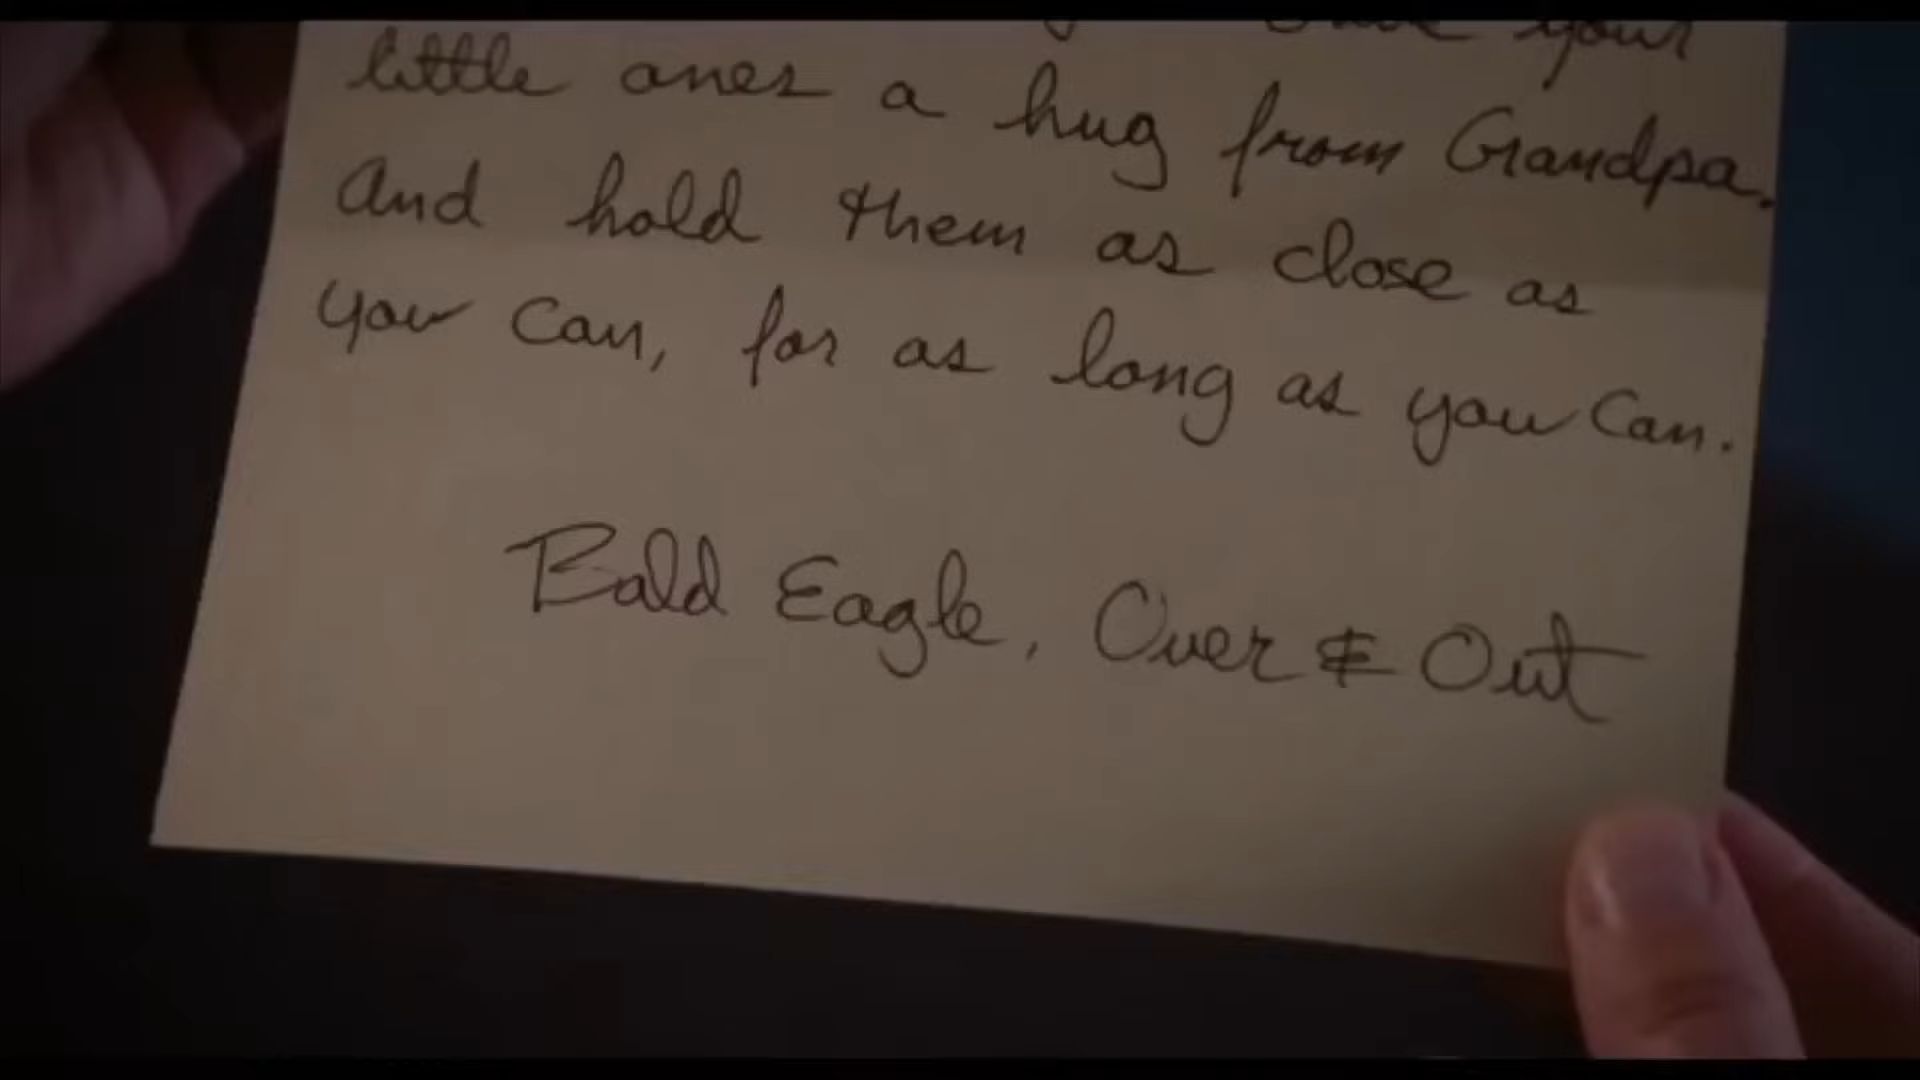 your
little ones a hug from Grandpa.
And hold them as close as
you can, for as long as you can.
Bald Eagle, Over & Out